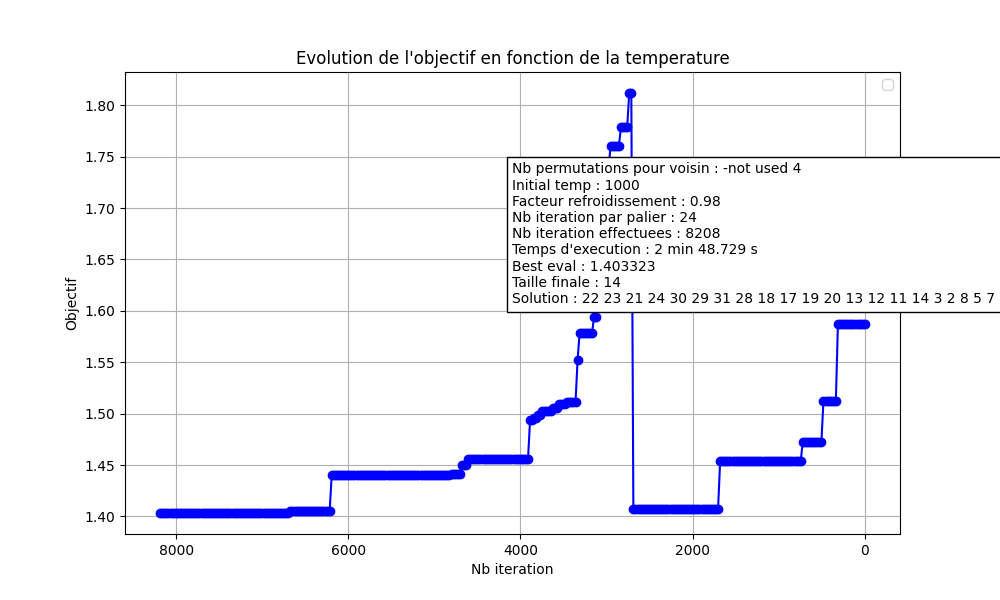 Evolution de l'objectif en fonction de la temperature
1.80
1.75
1.70
1.65
1.60
1.55
1.50
1.45
1.40
Objectif
Nb permutations pour voisin : -not used 4
Initial temp : 1000
Facteur refroidissement : 0.98
Nb iteration par palier : 24
Nb iteration effectuees : 8208
Temps d'execution : 2 min 48.729 s
Best eval : 1.403323
Taille finale : 14
Solution : 22 23 21 24 30 29 31 28 18 17 19 20 13 12 11 14 3 2 8 5 7
8000 6000 4000 2000 0
Nb iteration